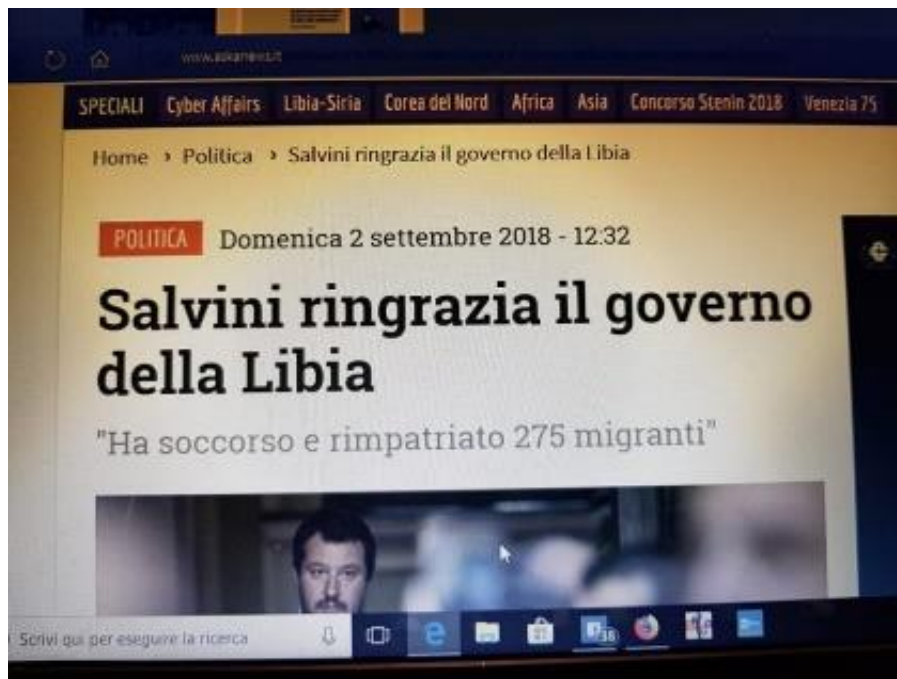 www.askanews.it
SPECIALI Cyber Affairs Libia-Siria Corea del Nord Africa Asia Concorso Stenin 2018 Venezia 75
Home › Politica › Salvini ringrazia il governo della Libia
POLITICA Domenica 2 settembre 2018 - 12:32
Salvini ringrazia il governo
della Libia
"Ha soccorso e rimpatriato 275 migranti"
Scrivi qui per eseguire la ricerca
38